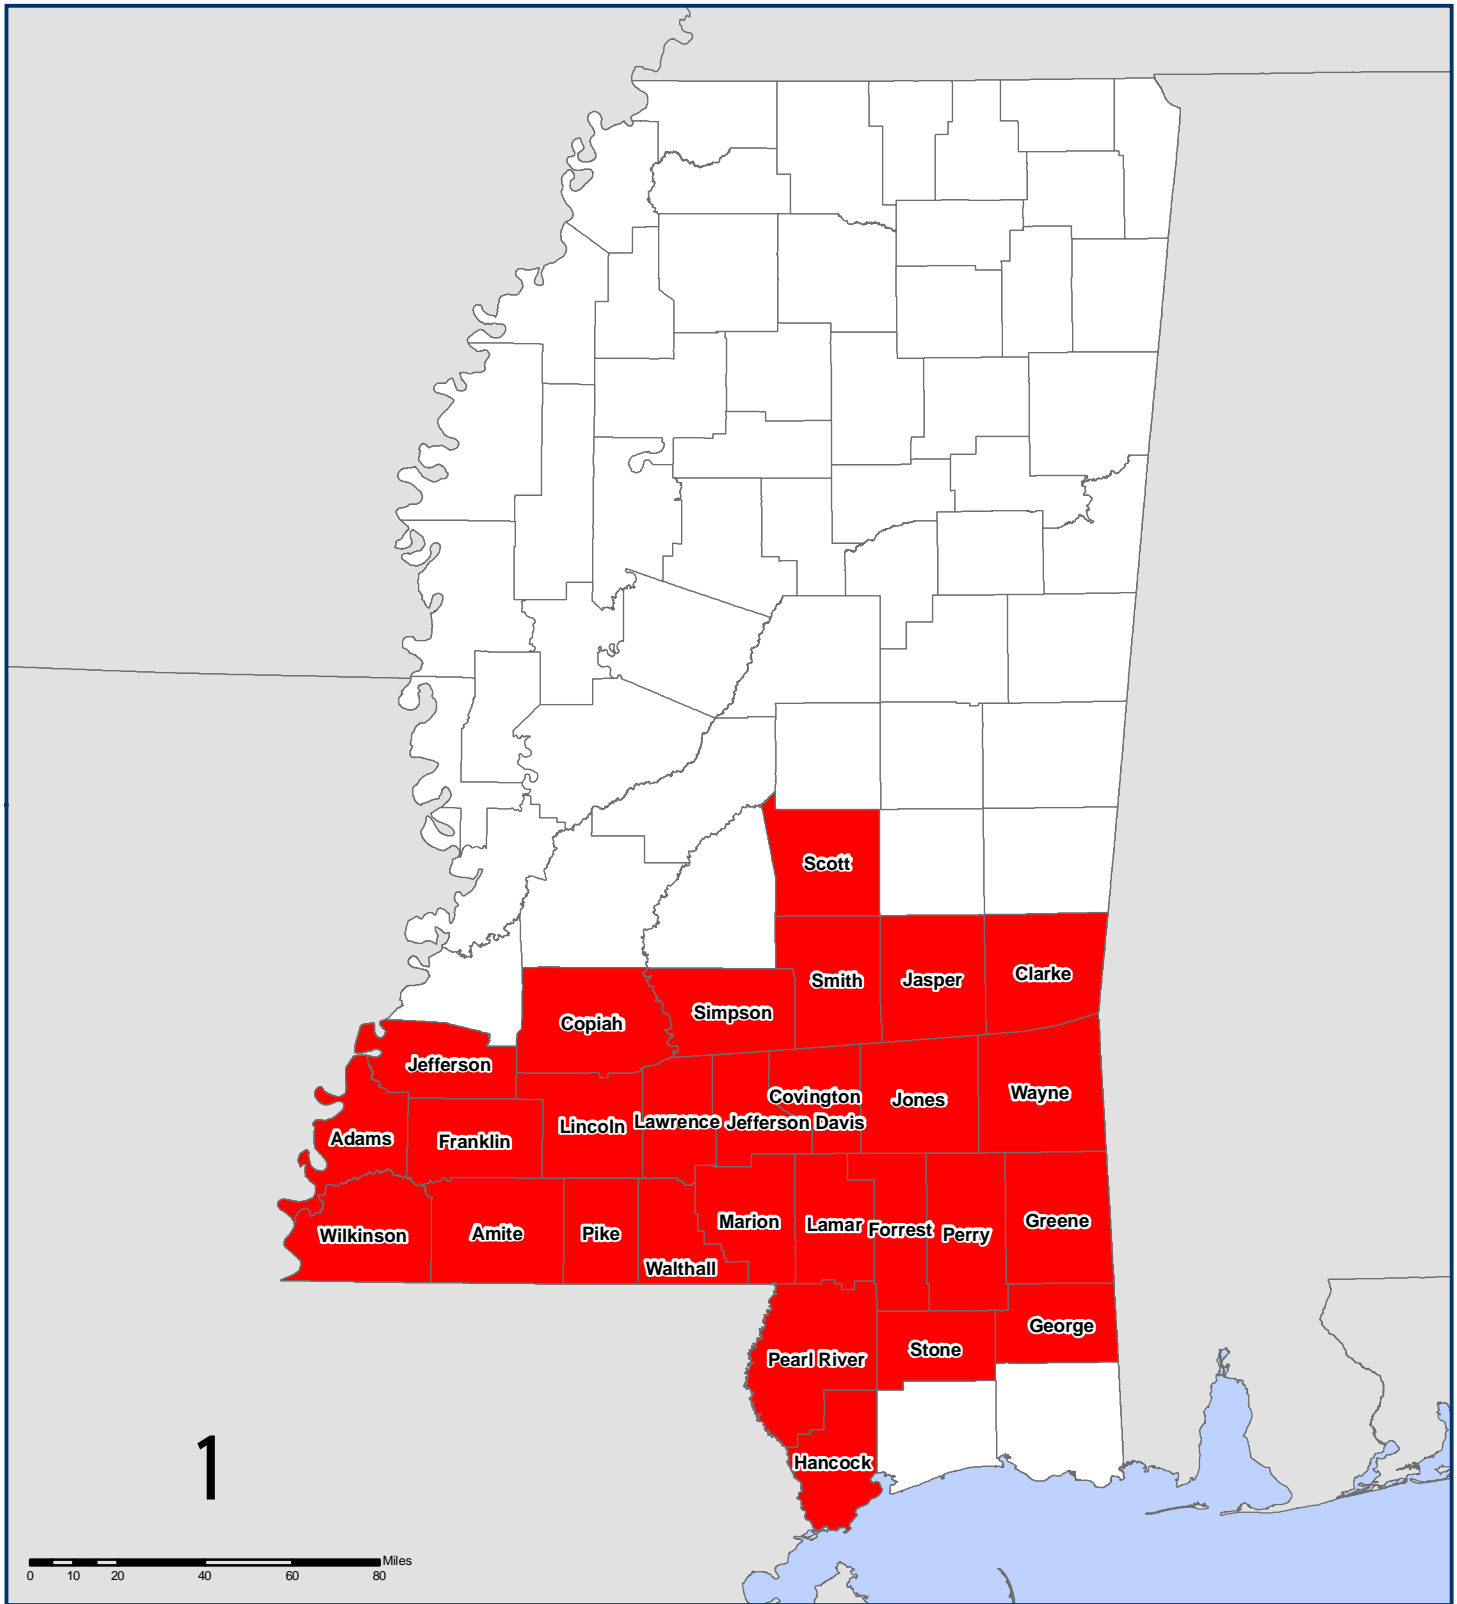 Scott
Smith
Jasper
Clarke
Simpson
Copiah
Jefferson
Covington
Jones
Wayne
Lincoln
Lawrence
Jefferson Davis
Adams
Franklin
Marion
Lamar
Forrest
Perry
Greene
Wilkinson
Amite
Pike
Walthall
George
Stone
Pearl River
Hancock
1
Miles
0 10 20 40 60 80